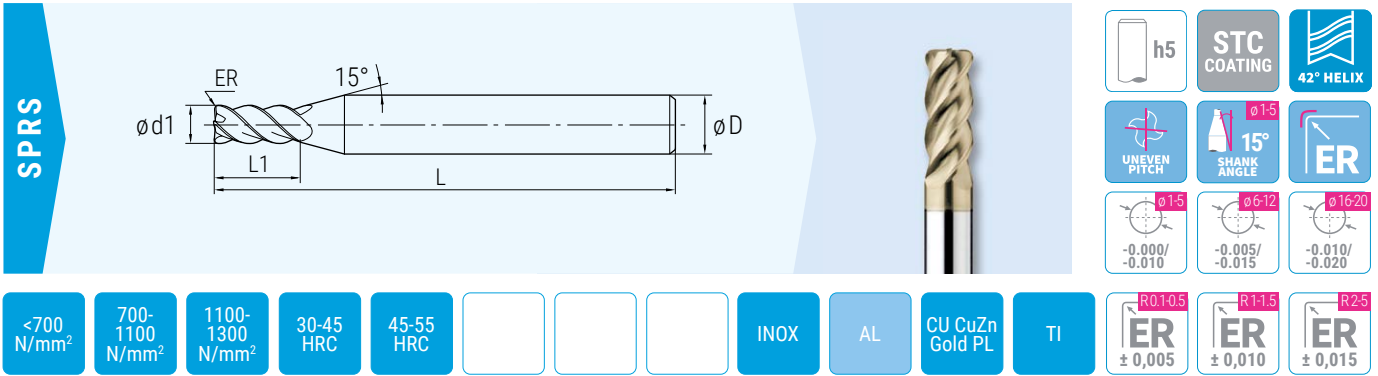 SPRS
ER
15°
ød1
øD
L1
L
h5
STC
COATING
42° HELIX
UNEVEN
PITCH
ø1-5
15°
SHANK
ANGLE
ER
ø1-5
-0.000/
-0.010
ø6-12
-0.005/
-0.015
ø16-20
-0.010/
-0.020
<700
N/mm²
700-
1100
N/mm²
1100-
1300
N/mm²
30-45
HRC
45-55
HRC
INOX
AL
CU CuZn
Gold PL
TI
R0.1-0.5
ER
± 0,005
R1-1.5
ER
± 0,010
R2-5
ER
± 0,015